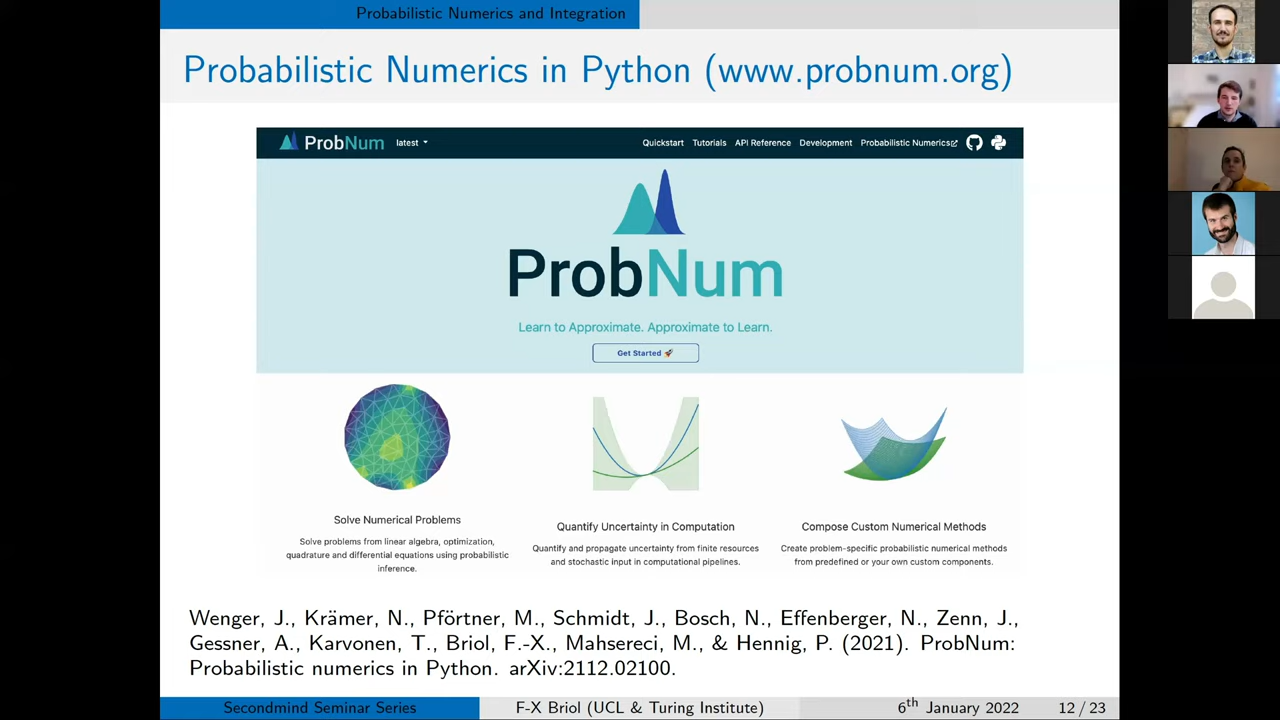 Probabilistic Numerics and Integration
Probabilistic Numerics in Python (www.probnum.org)
ProbNum latest Quickstart Tutorials API Reference Development Probabilistic Numerics
ProbNum
Learn to Approximate. Approximate to Learn.
Get Started 🚀
Solve Numerical Problems
Solve problems from linear algebra, optimization,
quadrature and differential equations using probabilistic
inference.
Quantify Uncertainty in Computation
Quantify and propagate uncertainty from finite resources
and stochastic input in computational pipelines.
Compose Custom Numerical Methods
Create problem-specific probabilistic numerical methods
from predefined or your own custom components.
Wenger, J., Krämer, N., Pförtner, M., Schmidt, J., Bosch, N., Effenberger, N., Zenn, J.,
Gessner, A., Karvonen, T., Briol, F.-X., Mahsereci, M., & Hennig, P. (2021). ProbNum:
Probabilistic numerics in Python. arXiv:2112.02100.
Secondmind Seminar Series F-X Briol (UCL & Turing Institute) 6th January 2022 12 / 23